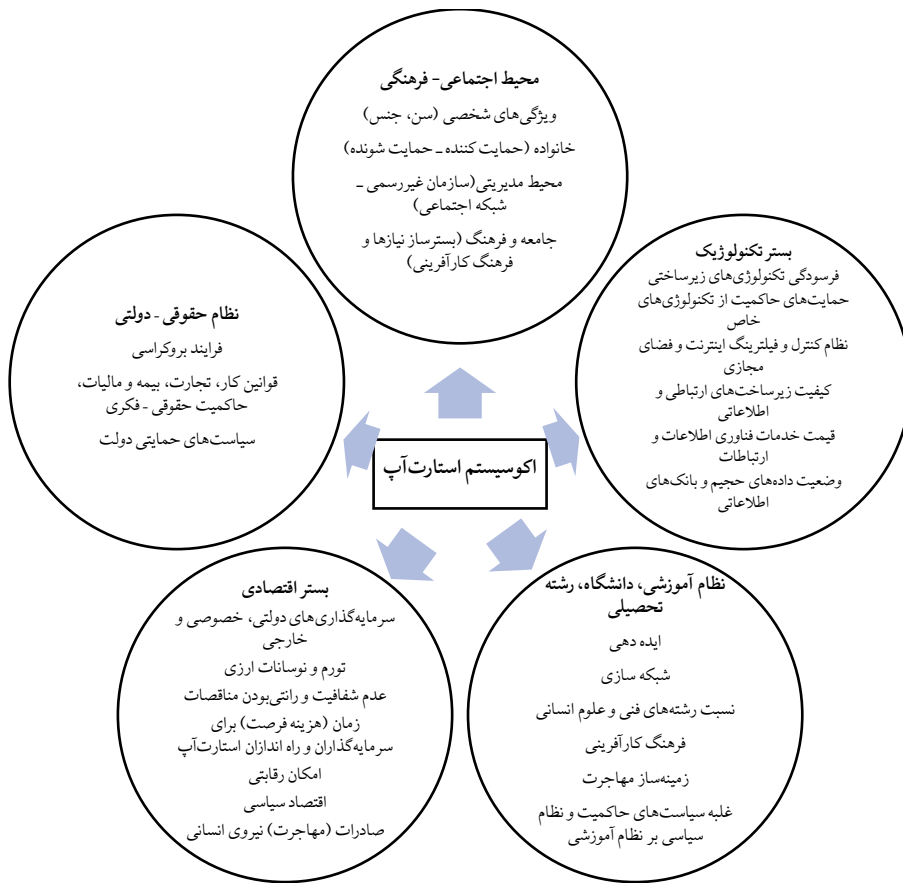 محیط اجتماعی - فرهنگی
ویژگی‌های شخصی (سن، جنس)
خانواده (حمایت کننده ـ حمایت شونده)
محیط مدیریتی(سازمان غیررسمی ـ
شبکه اجتماعی)
جامعه و فرهنگ (بسترساز نیازها و
فرهنگ کارآفرینی)
بستر تکنولوژیک
فرسودگی تکنولوژی‌های زیرساختی
حمایت‌های حاکمیت از تکنولوژی‌های
خاص
نظام کنترل و فیلترینگ اینترنت و فضای
مجازی
کیفیت زیرساخت‌های ارتباطی و
اطلاعاتی
قیمت خدمات فناوری اطلاعات و
ارتباطات
وضعیت داده‌های حجیم و بانک‌های
اطلاعاتی
نظام حقوقی - دولتی
فرایند بروکراسی
قوانین کار، تجارت، بیمه و مالیات،
حاکمیت حقوقی - فکری
سیاست‌های حمایتی دولت
اکوسیستم استارت‌آپ
نظام آموزشی، دانشگاه، رشته
تحصیلی
ایده دهی
شبکه سازی
نسبت رشته‌های فنی و علوم انسانی
فرهنگ کارآفرینی
زمینه‌ساز مهاجرت
غلبه سیاست‌های حاکمیت و نظام
سیاسی بر نظام آموزشی
بستر اقتصادی
سرمایه‌گذاری‌های دولتی، خصوصی و
خارجی
تورم و نوسانات ارزی
عدم شفافیت و رانتی‌بودن مناقصات
زمان (هزینه فرصت) برای
سرمایه‌گذاران و راه اندازان استارت‌آپ
امکان رقابتی
اقتصاد سیاسی
صادرات (مهاجرت) نیروی انسانی